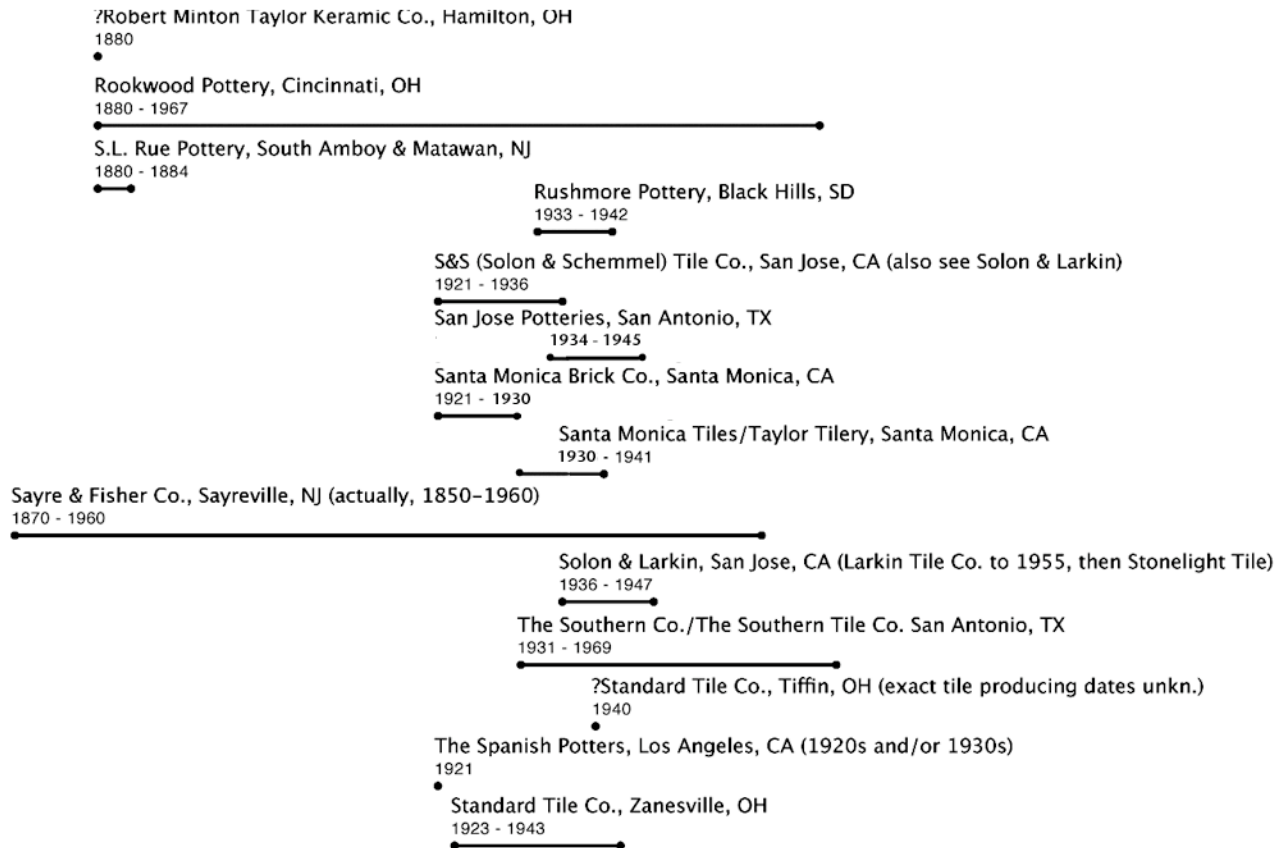 ?Robert Minton Taylor Keramic Co., Hamilton, OH
1880
Rookwood Pottery, Cincinnati, OH
1880 - 1967
S.L. Rue Pottery, South Amboy & Matawan, NJ
1880 - 1884
Rushmore Pottery, Black Hills, SD
1933 - 1942
S&S (Solon & Schemmel) Tile Co., San Jose, CA (also see Solon & Larkin)
1921 - 1936
San Jose Potteries, San Antonio, TX
1934 - 1945
Santa Monica Brick Co., Santa Monica, CA
1921 - 1930
Santa Monica Tiles/Taylor Tilery, Santa Monica, CA
1930 - 1941
Sayre & Fisher Co., Sayreville, NJ (actually, 1850-1960)
1870 - 1960
Solon & Larkin, San Jose, CA (Larkin Tile Co. to 1955, then Stonelight Tile)
1936 - 1947
The Southern Co./The Southern Tile Co. San Antonio, TX
1931 - 1969
?Standard Tile Co., Tiffin, OH (exact tile producing dates unkn.)
1940
The Spanish Potters, Los Angeles, CA (1920s and/or 1930s)
1921
Standard Tile Co., Zanesville, OH
1923 - 1943